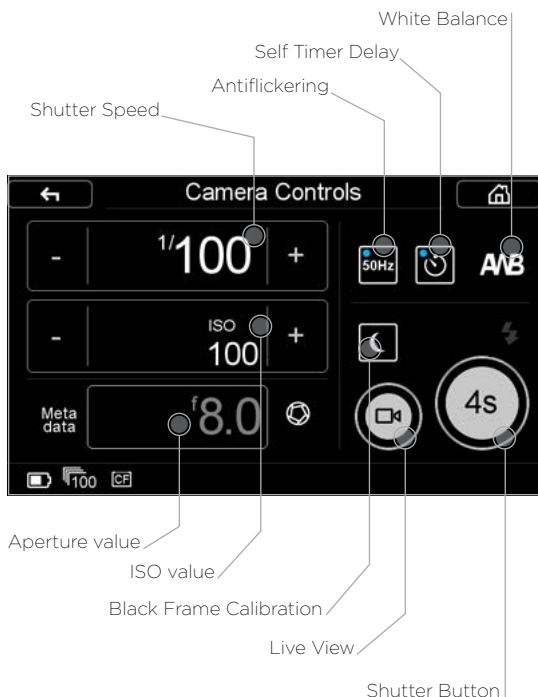 White Balance
Self Timer Delay
Antiflickering
Shutter Speed
Camera Controls
- 1/100 +
50Hz
AWB
- ISO +
100
Meta
data
f8.0
4s
100 CF
Aperture value
ISO value
Black Frame Calibration
Live View
Shutter Button